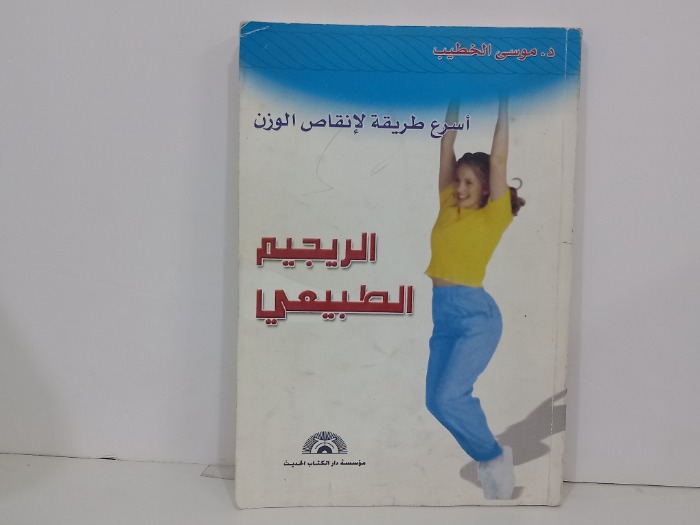 د. موسى الخطيب
أسرع طريقة لإنقاص الوزن
الريجيم
الطبيعي
مؤسسة دار الكتاب الحديث